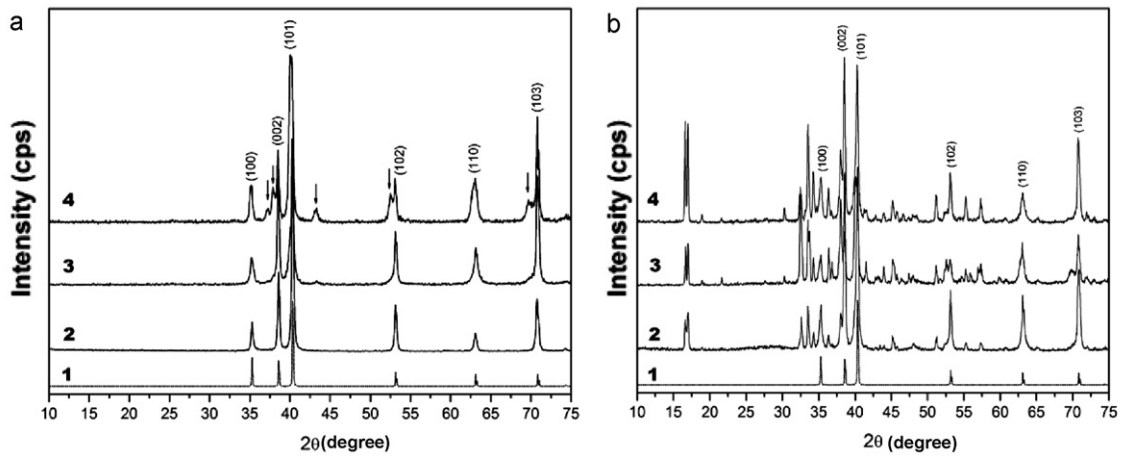 a
Intensity (cps)
(100)
(002)
(101)
(102)
(110)
(103)
4
3
2
1
10 15 20 25 30 35 40 45 50 55 60 65 70 75
2θ (degree)
b
Intensity (cps)
(100)
(002)
(101)
(102)
(110)
(103)
4
3
2
1
10 15 20 25 30 35 40 45 50 55 60 65 70 75
2θ (degree)